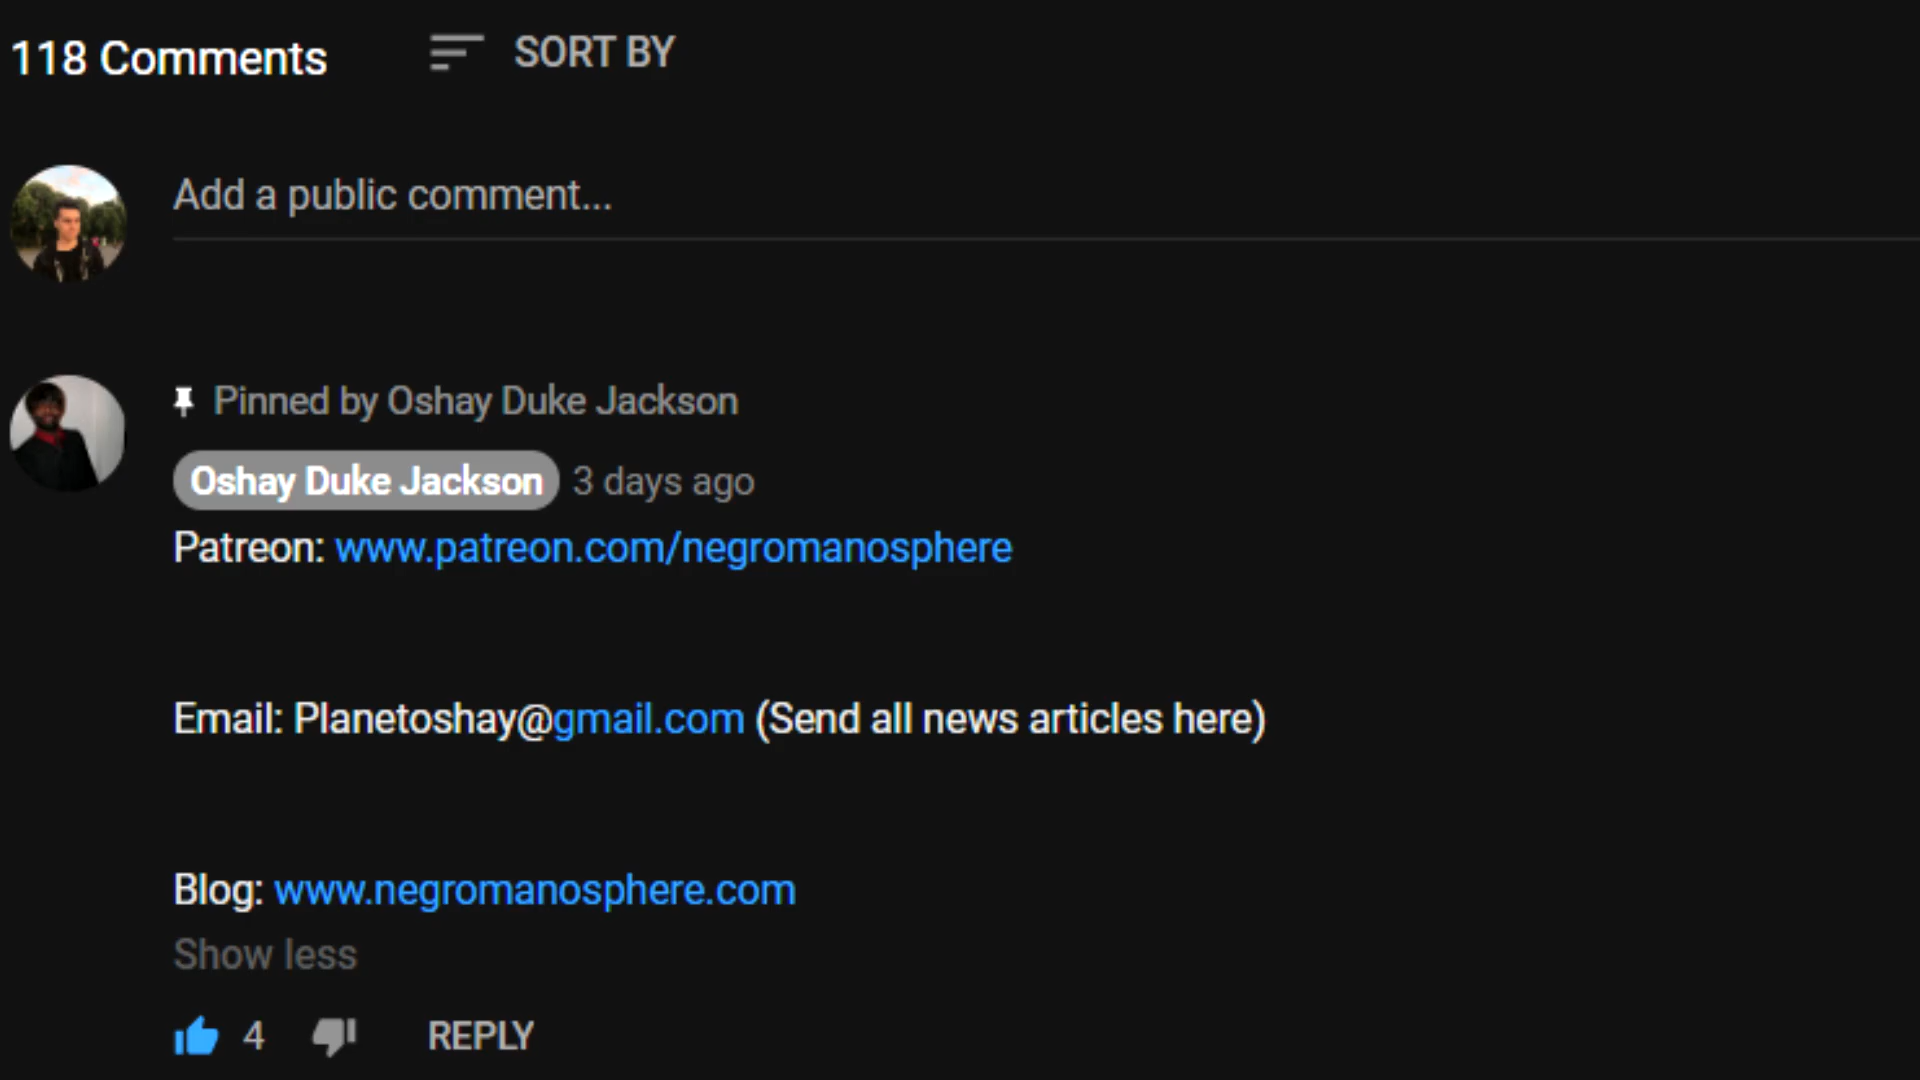 118 Comments
SORT BY
Add a public comment...
Pinned by Oshay Duke Jackson
Oshay Duke Jackson 3 days ago
Patreon: www.patreon.com/negromanosphere
Email: Planetoshay@gmail.com (Send all news articles here)
Blog: www.negromanosphere.com
Show less
4 REPLY